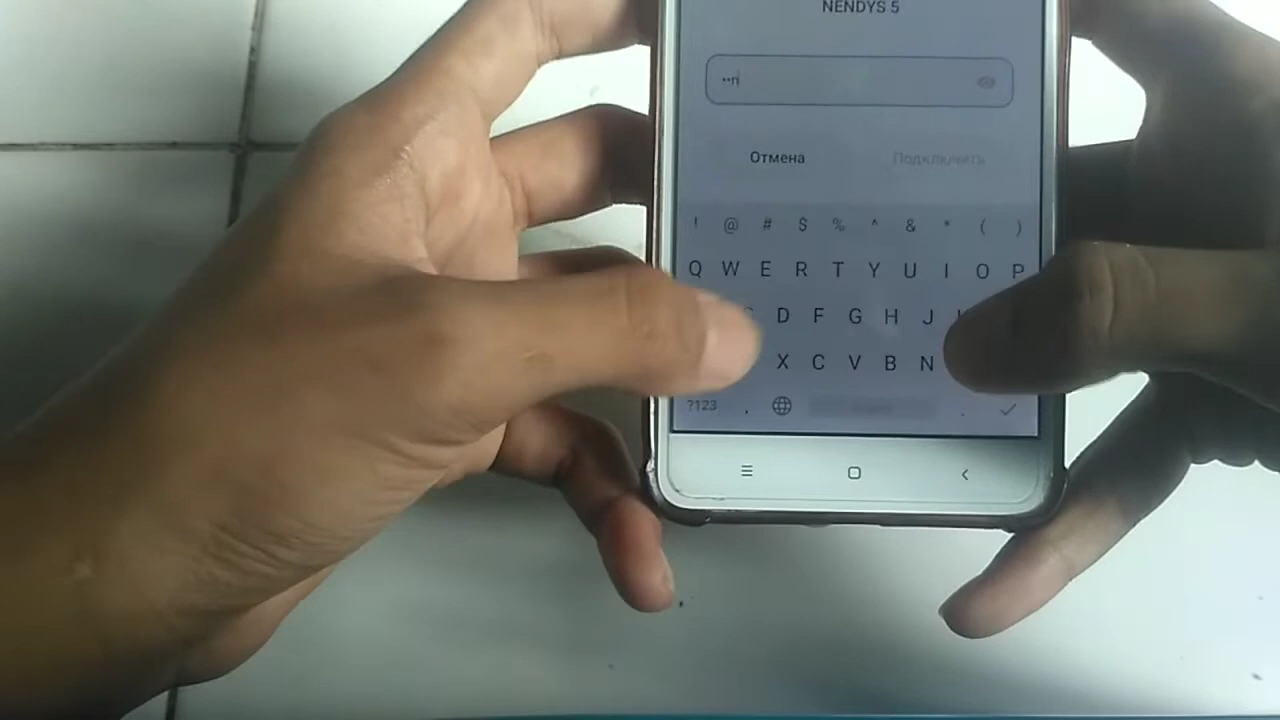 NENDYS 5
••n
Отмена Подключить
! @ # $ % ^ & * ( )
Q W E R T Y U I O P
D F G H J
X C V B N
?123 , .